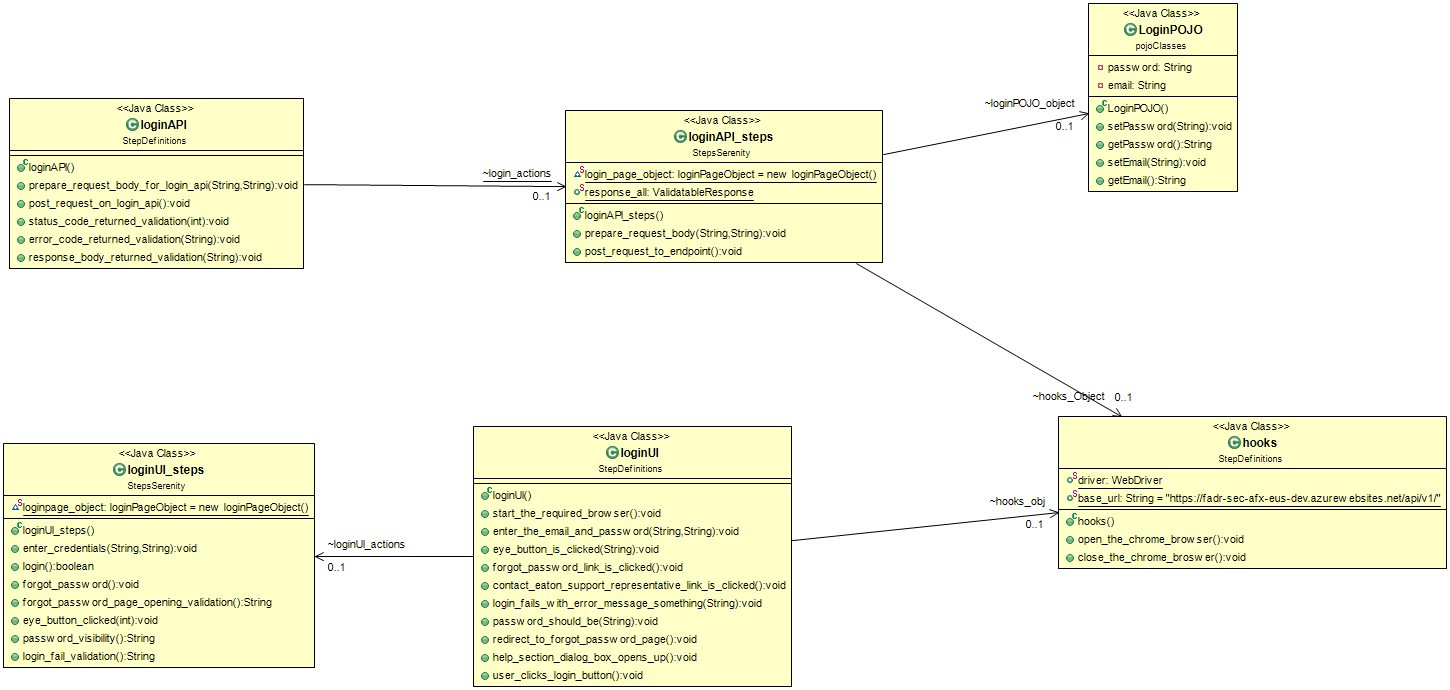 <<Java Class>>
LoginPOJO
pojoClasses
password: String
email: String
LoginPOJO()
setPassword(String):void
getPassword():String
setEmail(String):void
getEmail():String
<<Java Class>>
loginAPI
StepDefinitions
loginAPI()
prepare_request_body_for_login_api(String,String):void
post_request_on_login_api():void
status_code_returned_validation(int):void
error_code_returned_validation(String):void
response_body_returned_validation(String):void
~login_actions
0..1
<<Java Class>>
loginAPI_steps
StepsSerenity
login_page_object: loginPageObject = new loginPageObject()
response_all: ValidatableResponse
loginAPI_steps()
prepare_request_body(String,String):void
post_request_to_endpoint():void
~loginPOJO_object
0..1
~hooks_Object
0..1
<<Java Class>>
loginUI_steps
StepsSerenity
loginpage_object: loginPageObject = new loginPageObject()
loginUI_steps()
enter_credentials(String,String):void
login():boolean
forgot_password():void
forgot_password_page_opening_validation():String
eye_button_clicked(int):void
password_visibility():String
login_fail_validation():String
~loginUI_actions
0..1
<<Java Class>>
loginUI
StepDefinitions
loginUI()
start_the_required_browser():void
enter_the_email_and_password(String,String):void
eye_button_is_clicked(String):void
forgot_password_link_is_clicked():void
contact_eaton_support_representative_link_is_clicked():void
login_fails_with_error_message_something(String):void
password_should_be(String):void
redirect_to_forgot_password_page():void
help_section_dialog_box_opens_up():void
user_clicks_login_button():void
~hooks_obj
0..1
<<Java Class>>
hooks
StepDefinitions
driver: WebDriver
base_url: String = "https://fadr-sec-afx-eus-dev.azurewebsites.net/api/v1/"
hooks()
open_the_chrome_browser():void
close_the_chrome_broswer():void